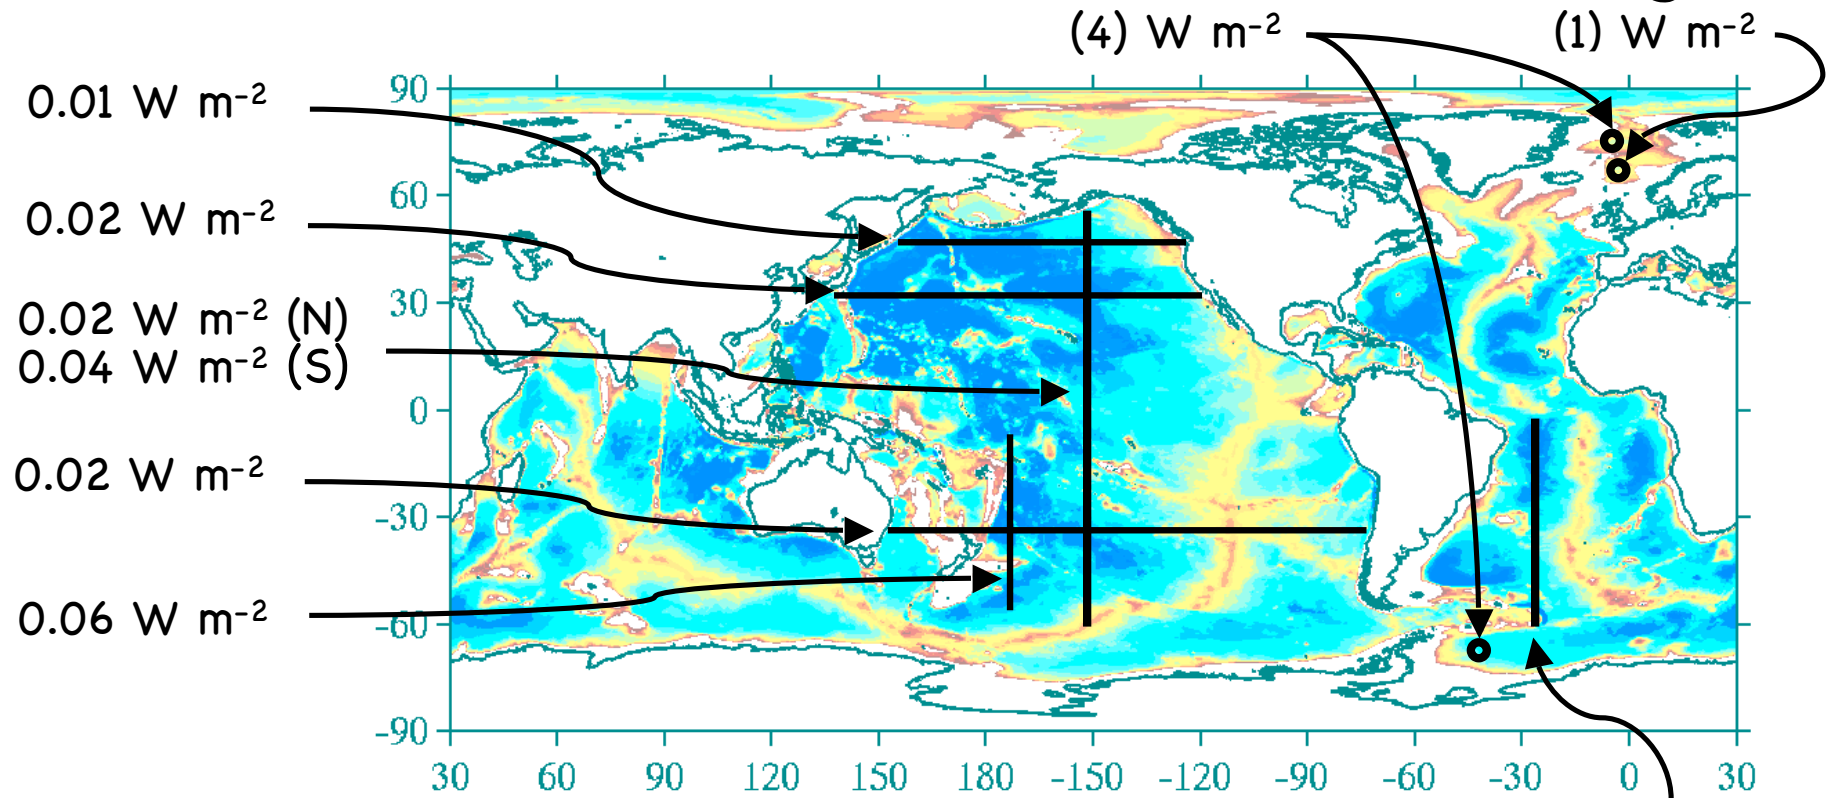 (4) W m⁻² (1) W m⁻²
0.01 W m⁻²
0.02 W m⁻²
0.02 W m⁻² (N)
0.04 W m⁻² (S)
0.02 W m⁻²
0.06 W m⁻²
90
60
30
0
-30
-60
-90
30 60 90 120 150 180 -150 -120 -90 -60 -30 0 30